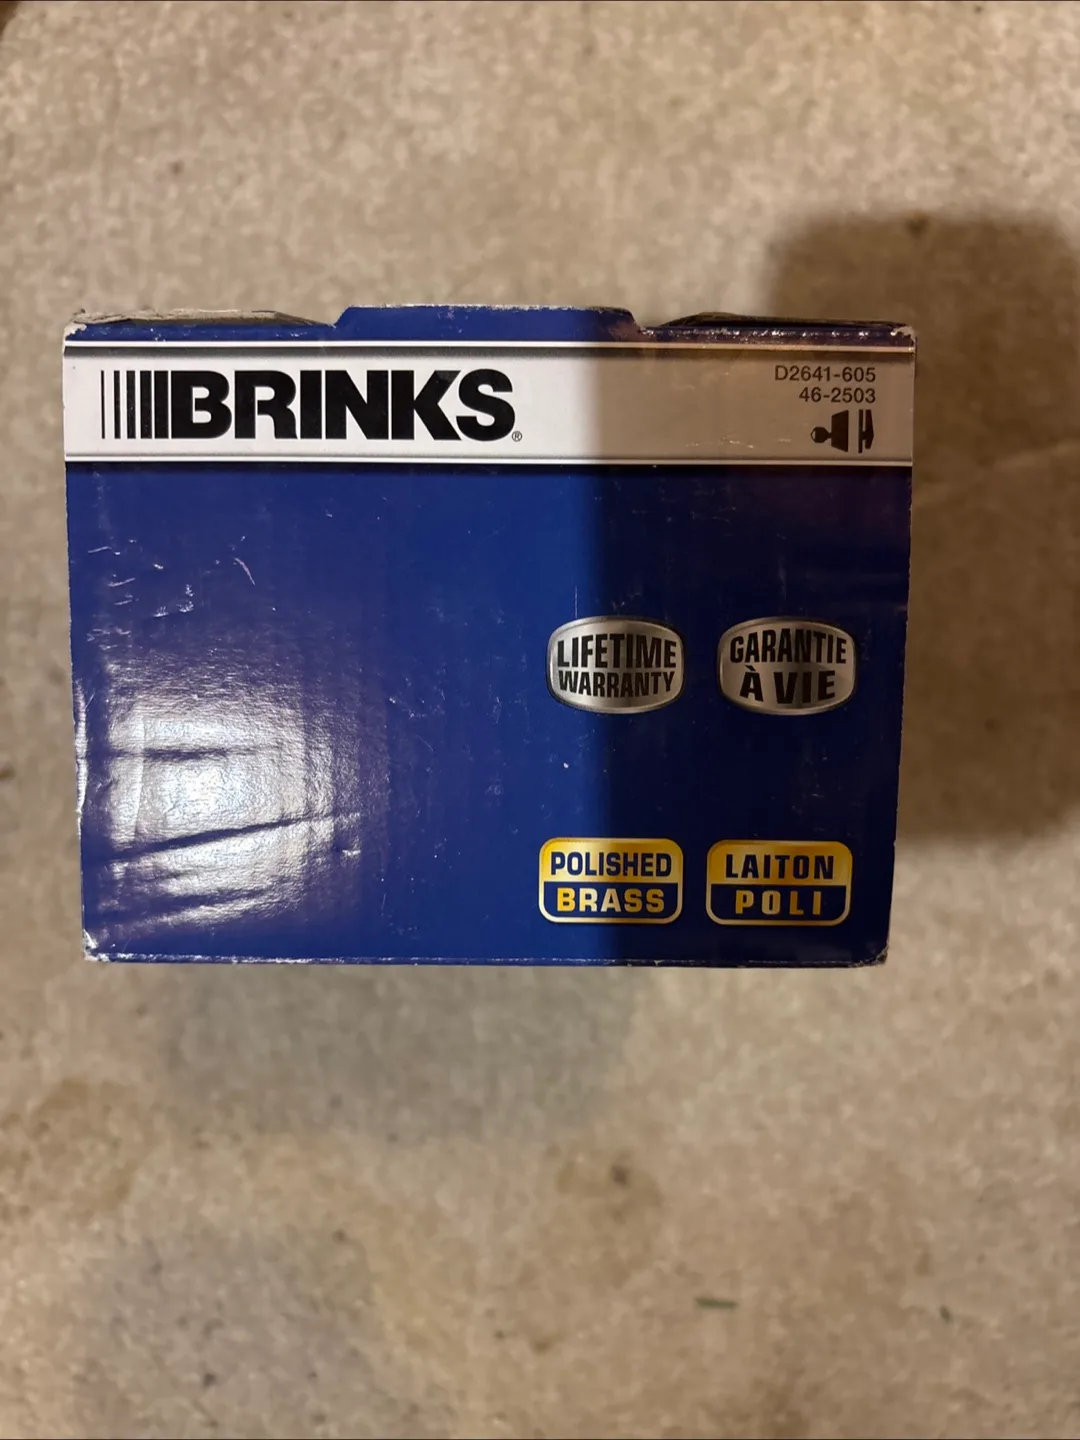 BRINKS®
D2641-605
46-2503
LIFETIME
WARRANTY
GARANTIE
À VIE
POLISHED
BRASS
LAITON
POLI